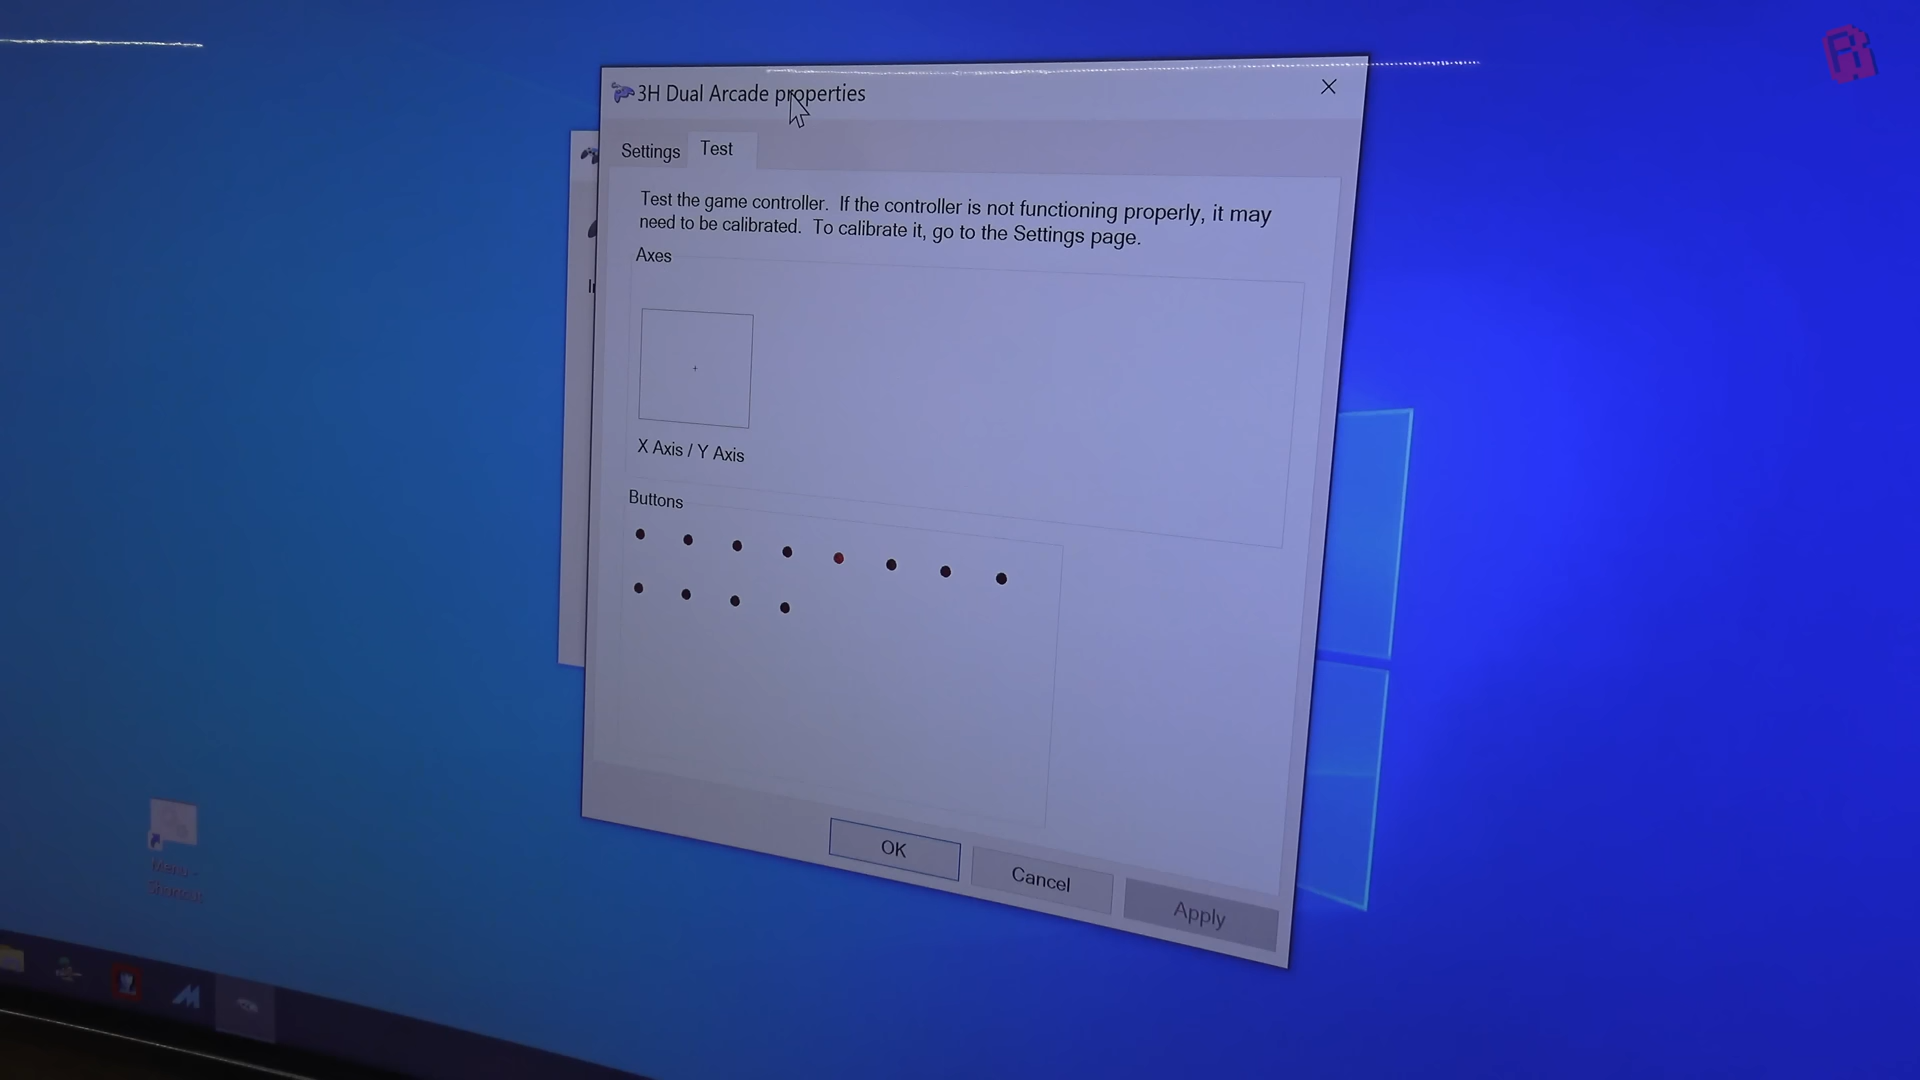 3H Dual Arcade properties
Settings
Test
Test the game controller. If the controller is not functioning properly, it may
need to be calibrated. To calibrate it, go to the Settings page.
Axes
X Axis / Y Axis
Buttons
OK
Cancel
Apply
Menu -
Shortcut